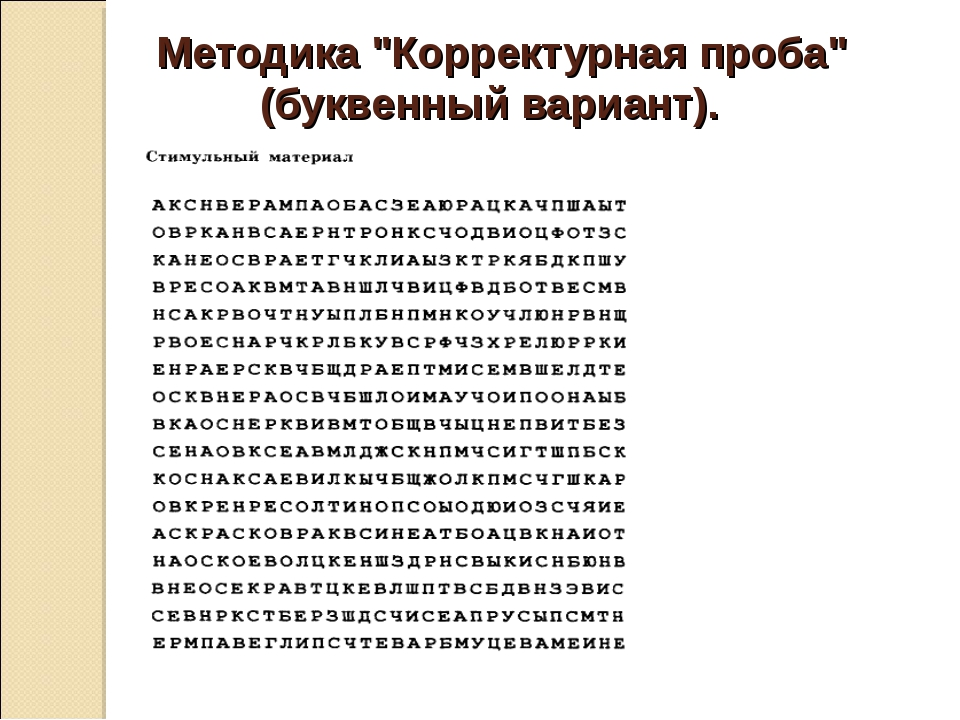 Методика "Корректурная проба"
(буквенный вариант).
Стимульный материал
АКСНВЕРАМПАОБАСЗЕАЮРАЦКАЧПШАЫТ
ОВРКАНВСАЕРНТРОНКСЧОДВИОЦФОТЗС
КАНЕОСВРАЕТГЧКЛИАЫЗКТРКЯБДКПШУ
ВРЕСОАКВМТАВНШЛЧВИЦФВДБОТВЕСМВ
НСАКРВОЧТНУЫПЛБНПМНКОУЧЛЮНРВНЩ
РВОЕСНАРЧКРЛБКУВСРФЧЗХРЕЛЮРРКИ
ЕНРАЕРСКВЧБЩДРАЕПТМИСЕМВШЕЛДТЕ
ОСКВНЕРАОСВЧБШЛОИМАУЧОИПООНАЫБ
ВКАОСНЕРКВИВМТОБЩВЧЫЦНЕПВИТБЕЗ
СЕНАОВКСЕАВМЛДЖСКНПМЧСИГТШПБСК
КОСНАКСАЕВИЛКЫЧБЩЖОЛКПМСЧГШКАР
ОВКРЕНРЕСОЛТИНОПСОЫОДЮИОЗСЧЯИЕ
АСКРАСКОВРАКВСИНЕАТБОАЦВКНАИОТ
НАОСКОЕВОЛЦКЕНШЗДРНСВЫКИСНБЮНВ
ВНЕОСЕКРАВТЦКЕВЛШПТВСБДВНЗЭВИС
СЕВНРКСТБЕРЗШДСЧИСЕАПРУСЫПСМТН
ЕРМПАВЕГЛИПСЧТЕВАРБМУЦЕВАМЕИНЕ